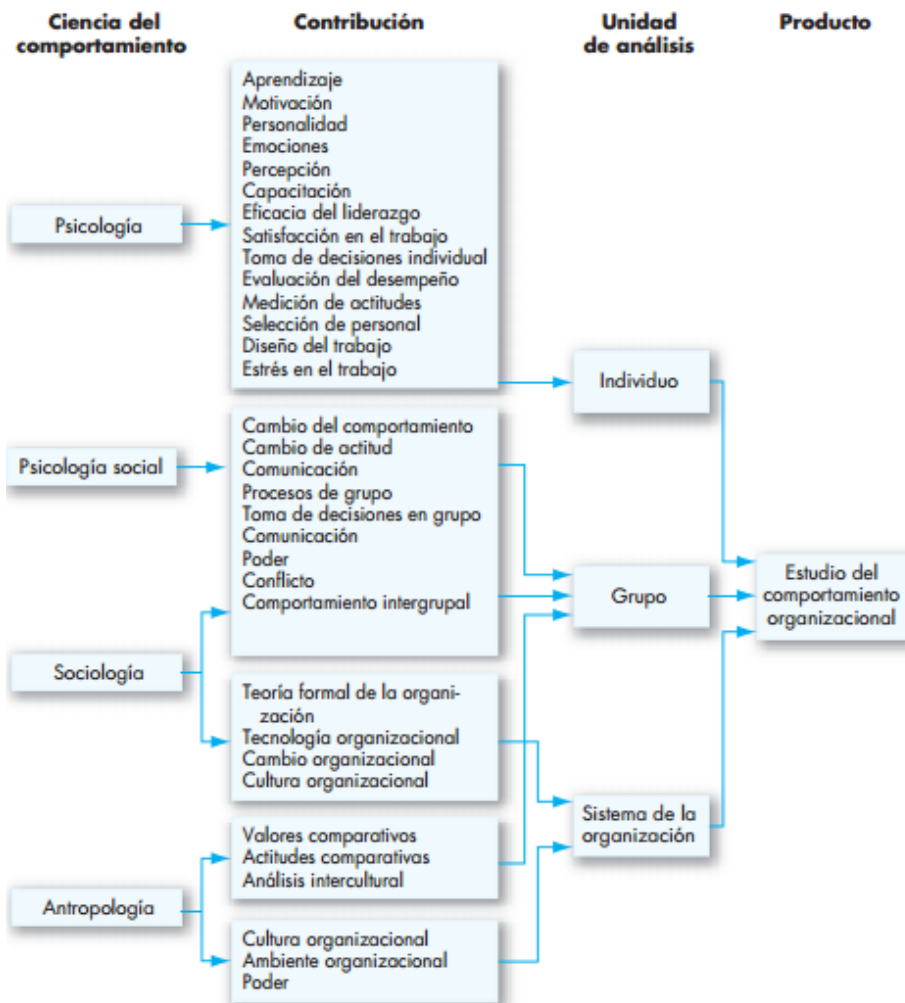 Ciencia del
comportamiento
Contribución
Unidad
de análisis
Producto
Psicología
Aprendizaje
Motivación
Personalidad
Emociones
Percepción
Capacitación
Eficacia del liderazgo
Satisfacción en el trabajo
Toma de decisiones individual
Evaluación del desempeño
Medición de actitudes
Selección de personal
Diseño del trabajo
Estrés en el trabajo
Individuo
Psicología social
Cambio del comportamiento
Cambio de actitud
Comunicación
Procesos de grupo
Toma de decisiones en grupo
Comunicación
Poder
Conflicto
Comportamiento intergrupal
Grupo
Estudio del
comportamiento
organizacional
Sociología
Teoría formal de la organi-
zación
Tecnología organizacional
Cambio organizacional
Cultura organizacional
Sistema de la
organización
Valores comparativos
Actitudes comparativas
Análisis intercultural
Antropología
Cultura organizacional
Ambiente organizacional
Poder